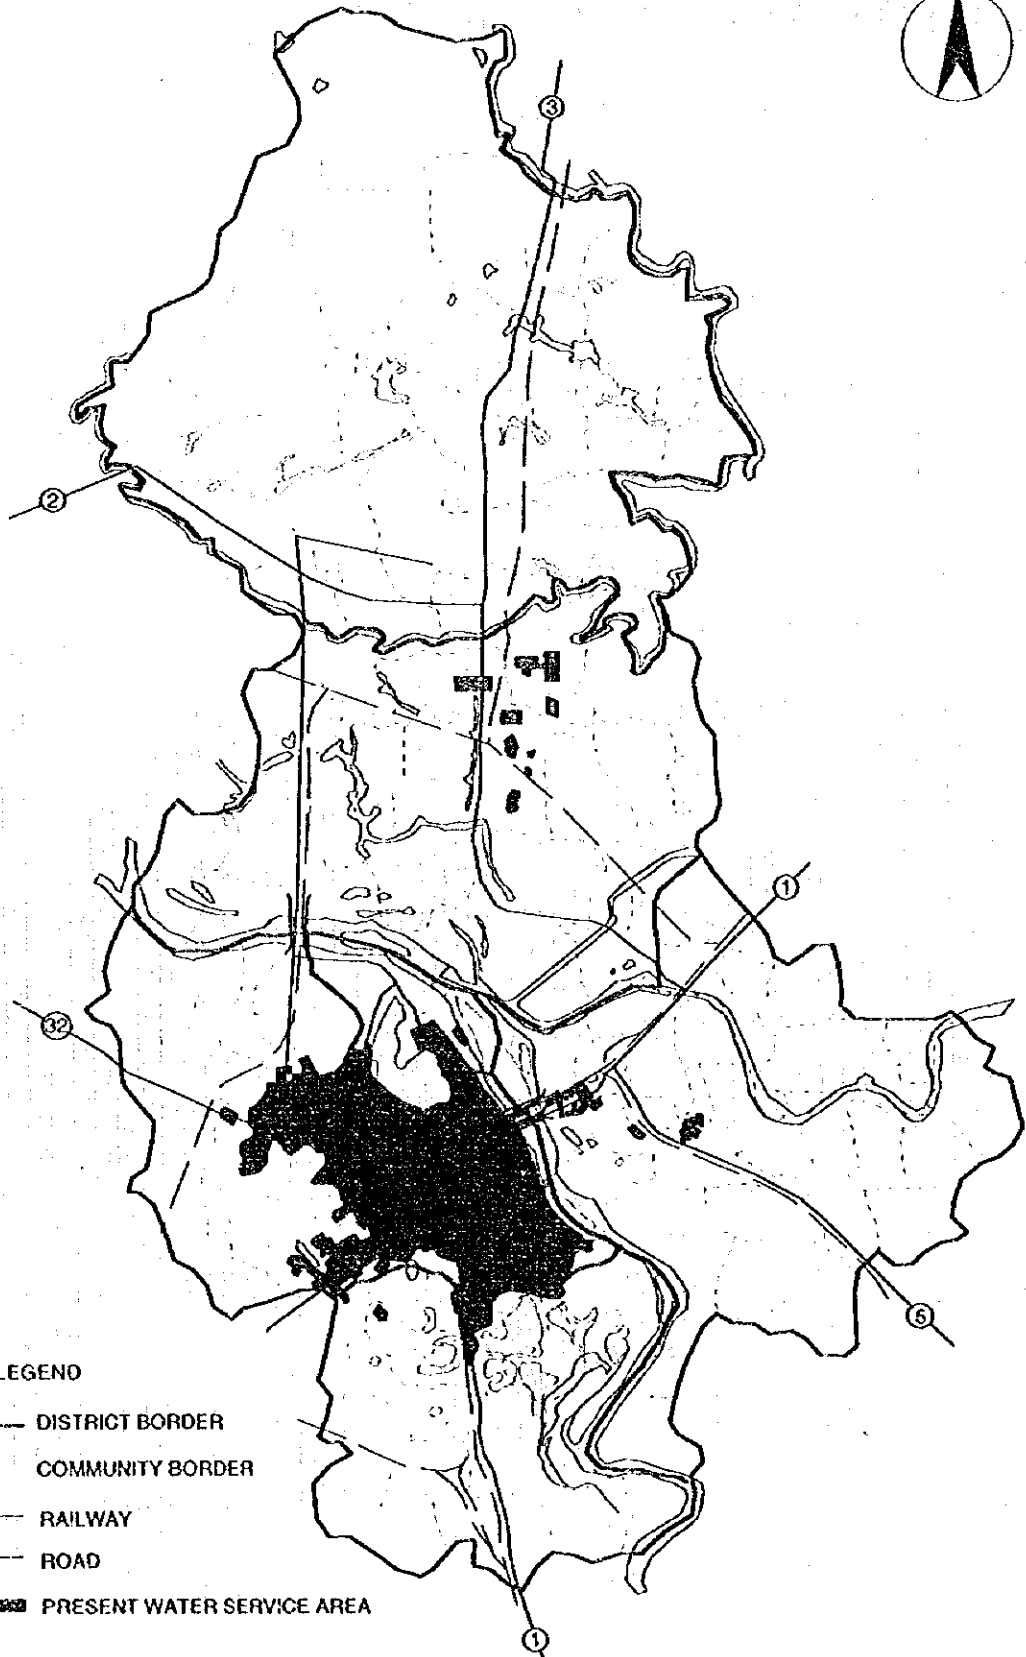 3
2
1
32
6
LEGEND
DISTRICT BORDER
COMMUNITY BORDER
RAILWAY
ROAD
PRESENT WATER SERVICE AREA
1